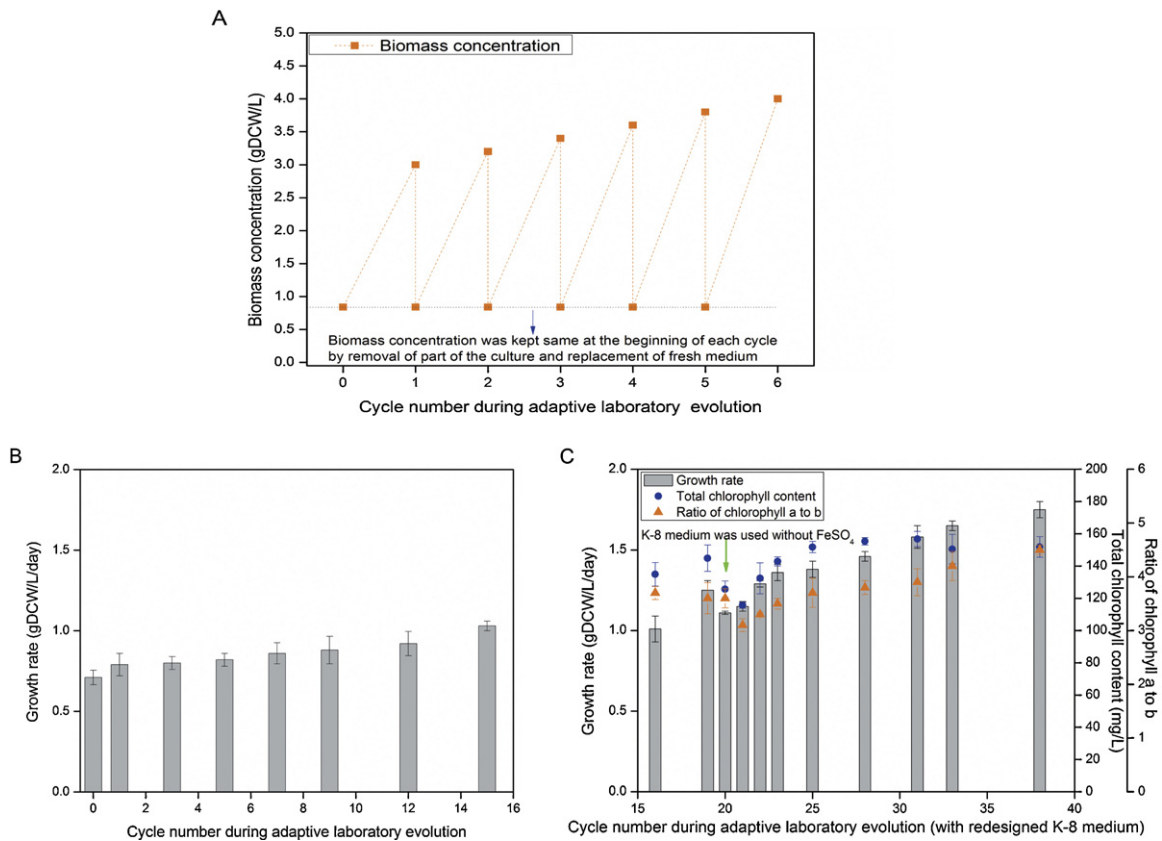 A
Biomass concentration
5.0
4.5
4.0
3.5
3.0
2.5
2.0
1.5
1.0
0.5
0.0
Biomass concentration (gDCW/L)
Biomass concentration was kept same at the beginning of each cycle
by removal of part of the culture and replacement of fresh medium
0 1 2 3 4 5 6
Cycle number during adaptive laboratory evolution
B
2.0
1.5
1.0
0.5
0.0
Growth rate (gDCW/L/day)
0 2 4 6 8 10 12 14 16
Cycle number during adaptive laboratory evolution
C
2.0
1.5
1.0
0.5
0.0
Growth rate (gDCW/L/day)
Growth rate
Total chlorophyll content
Ratio of chlorophyll a to b
K-8 medium was used without FeSO4
200
180
160
140
120
100
80
60
40
20
0
Total chlorophyll
content (mg/L)
6
5
4
3
2
1
0
Ratio of chlorophyll a to b
15 20 25 30 35 40
Cycle number during adaptive laboratory evolution (with redesigned K-8 medium)